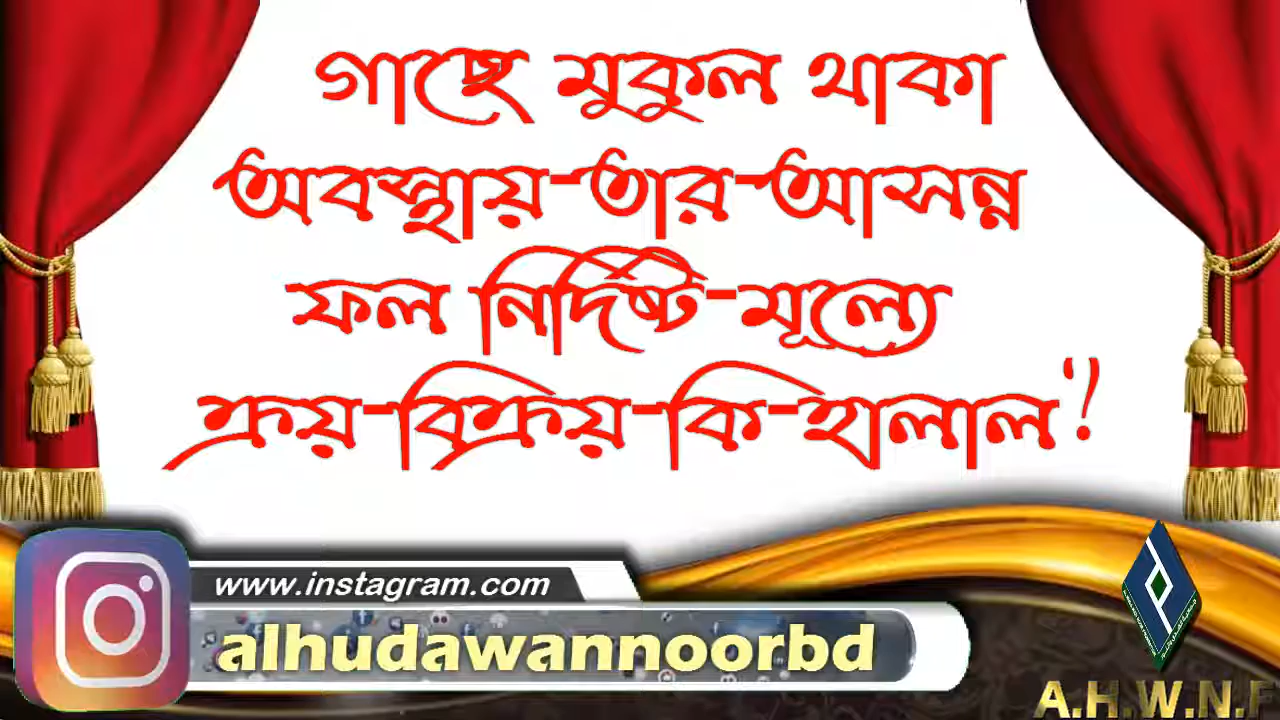 গাছে মুকুল থাকা
অবস্থায়-তার-আসন্ন
ফল নির্দিষ্ট-মূল্যে
ক্রয়-বিক্রয়-কি-হালাল?
www.instagram.com
alhudawannoorbd
A.H.W.N.F